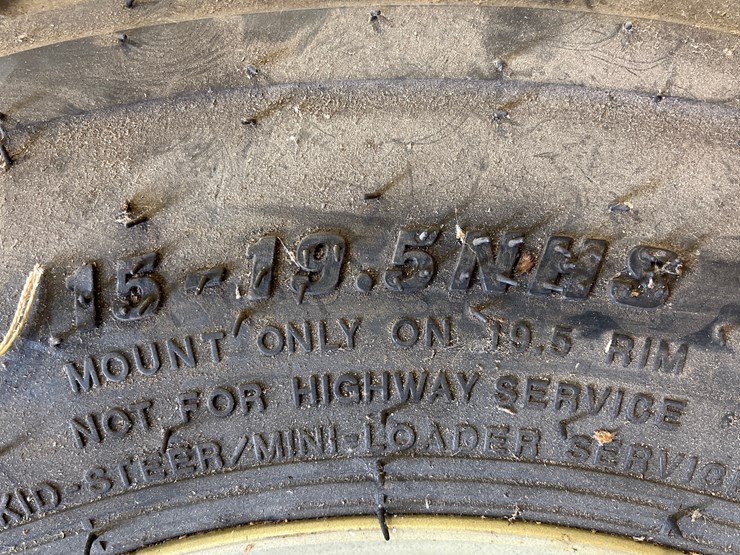 15-19.5NHS
MOUNT ONLY ON 19.5 RIM
NOT FOR HIGHWAY SERVICE
KID-STEER/MINI-LOADER SERVIC